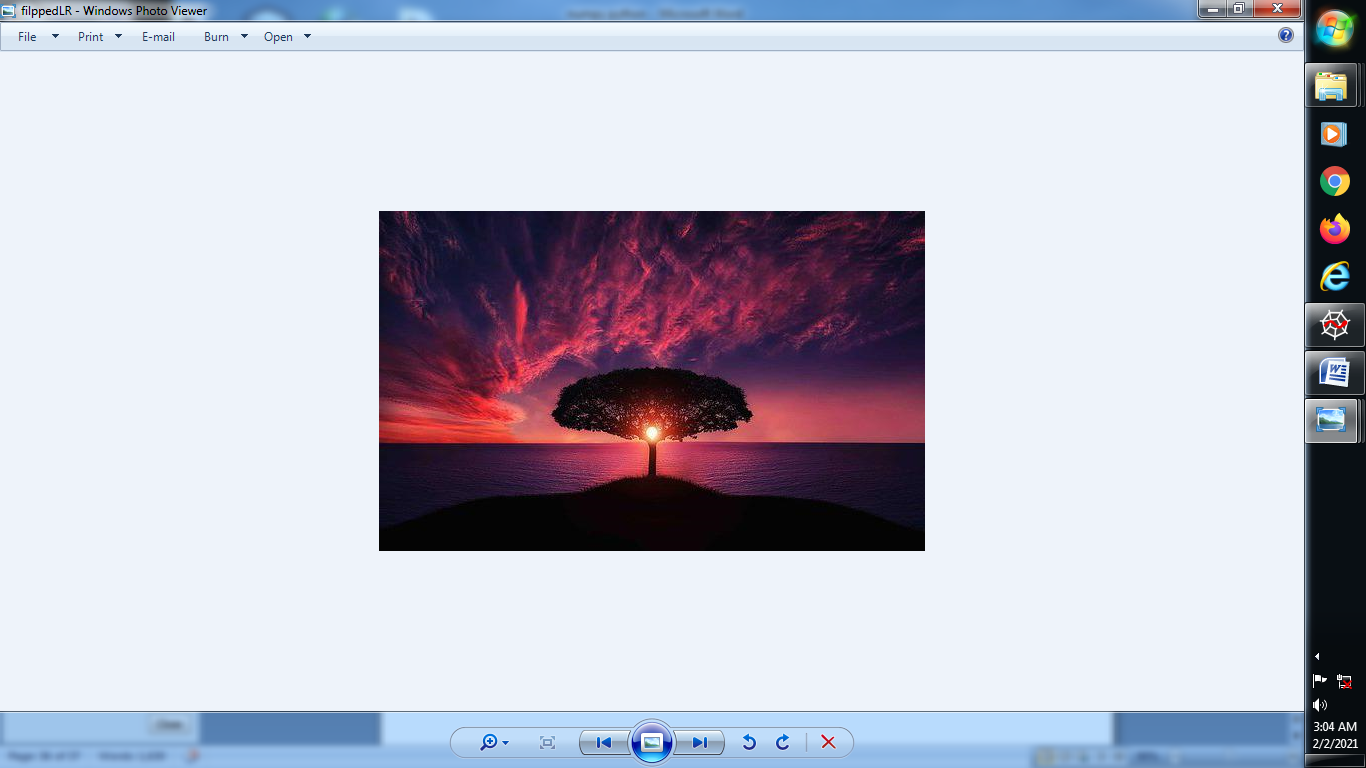 filppedLR - Windows Photo Viewer
File Print E-mail Burn Open
3:04 AM
2/2/2021